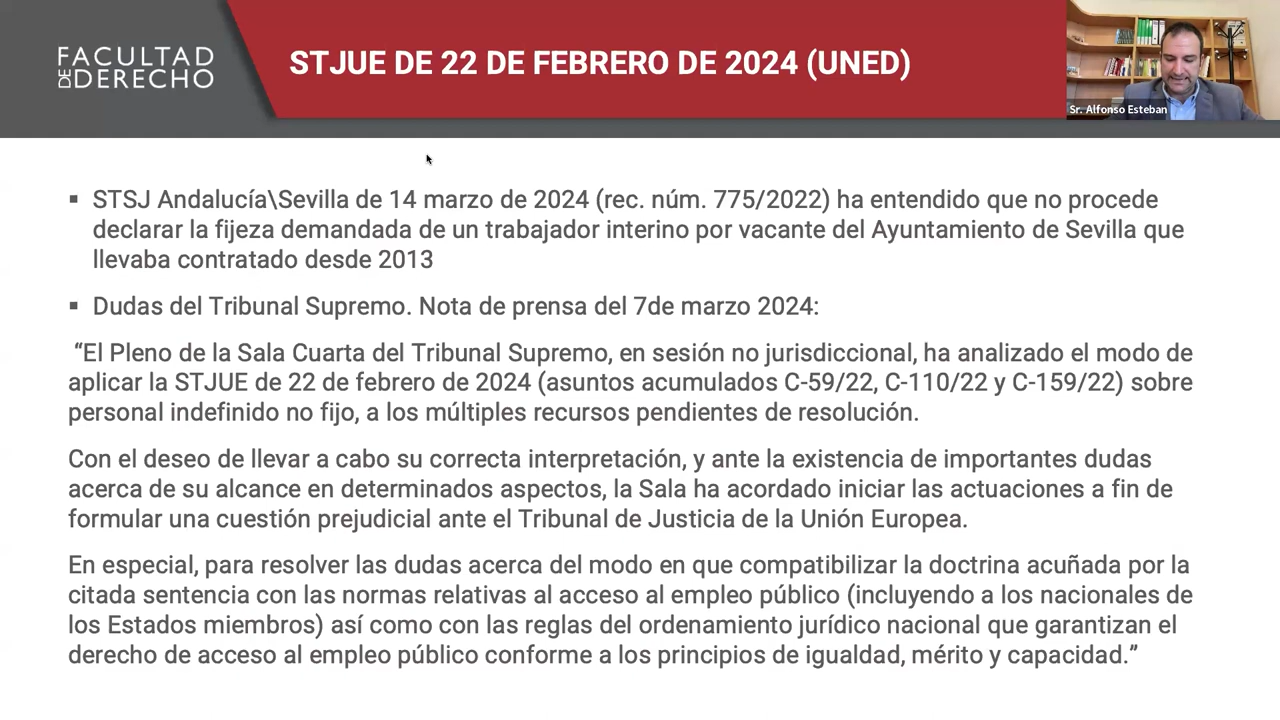 FACULTAD
DE DERECHO
STJUE DE 22 DE FEBRERO DE 2024 (UNED)
Sr. Alfonso Esteban
▪ STSJ Andalucía\Sevilla de 14 marzo de 2024 (rec. núm. 775/2022) ha entendido que no procede
declarar la fijeza demandada de un trabajador interino por vacante del Ayuntamiento de Sevilla que
llevaba contratado desde 2013
▪ Dudas del Tribunal Supremo. Nota de prensa del 7de marzo 2024:
“El Pleno de la Sala Cuarta del Tribunal Supremo, en sesión no jurisdiccional, ha analizado el modo de
aplicar la STJUE de 22 de febrero de 2024 (asuntos acumulados C-59/22, C-110/22 y C-159/22) sobre
personal indefinido no fijo, a los múltiples recursos pendientes de resolución.
Con el deseo de llevar a cabo su correcta interpretación, y ante la existencia de importantes dudas
acerca de su alcance en determinados aspectos, la Sala ha acordado iniciar las actuaciones a fin de
formular una cuestión prejudicial ante el Tribunal de Justicia de la Unión Europea.
En especial, para resolver las dudas acerca del modo en que compatibilizar la doctrina acuñada por la
citada sentencia con las normas relativas al acceso al empleo público (incluyendo a los nacionales de
los Estados miembros) así como con las reglas del ordenamiento jurídico nacional que garantizan el
derecho de acceso al empleo público conforme a los principios de igualdad, mérito y capacidad.”